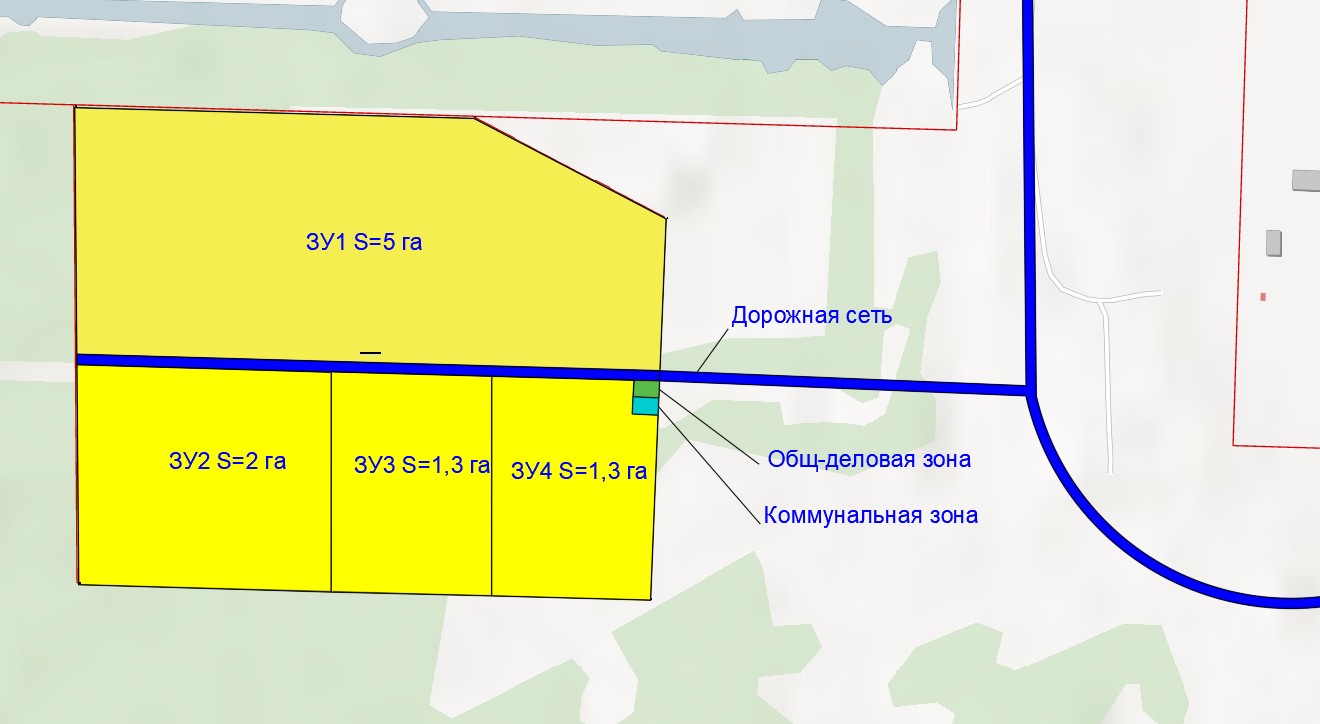 ЗУ1 S=5 га
Дорожная сеть
ЗУ2 S=2 га
ЗУ3 S=1,3 га
ЗУ4 S=1,3 га
Общ-деловая зона
Коммунальная зона